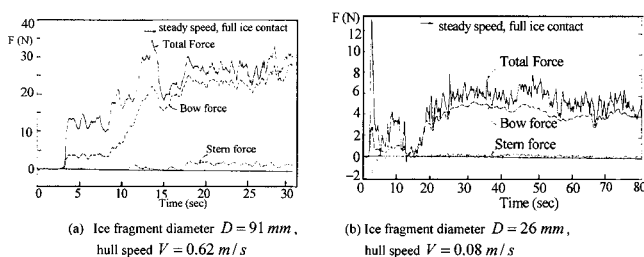 F (N)
→ steady speed, full ice contact
40
30
20
10
0
Total Force
Bow force
Stern force
0 5 10 15 20 25 30
Time (sec)
(a) Ice fragment diameter D = 91 mm,
hull speed V = 0.62 m/s
F (N)
→ steady speed, full ice contact
12
10
8
6
4
2
0
−2
Total Force
Bow force
Stern force
0 10 20 30 40 50 60 70 80
Time (sec)
(b) Ice fragment diameter D = 26 mm,
hull speed V = 0.08 m/s